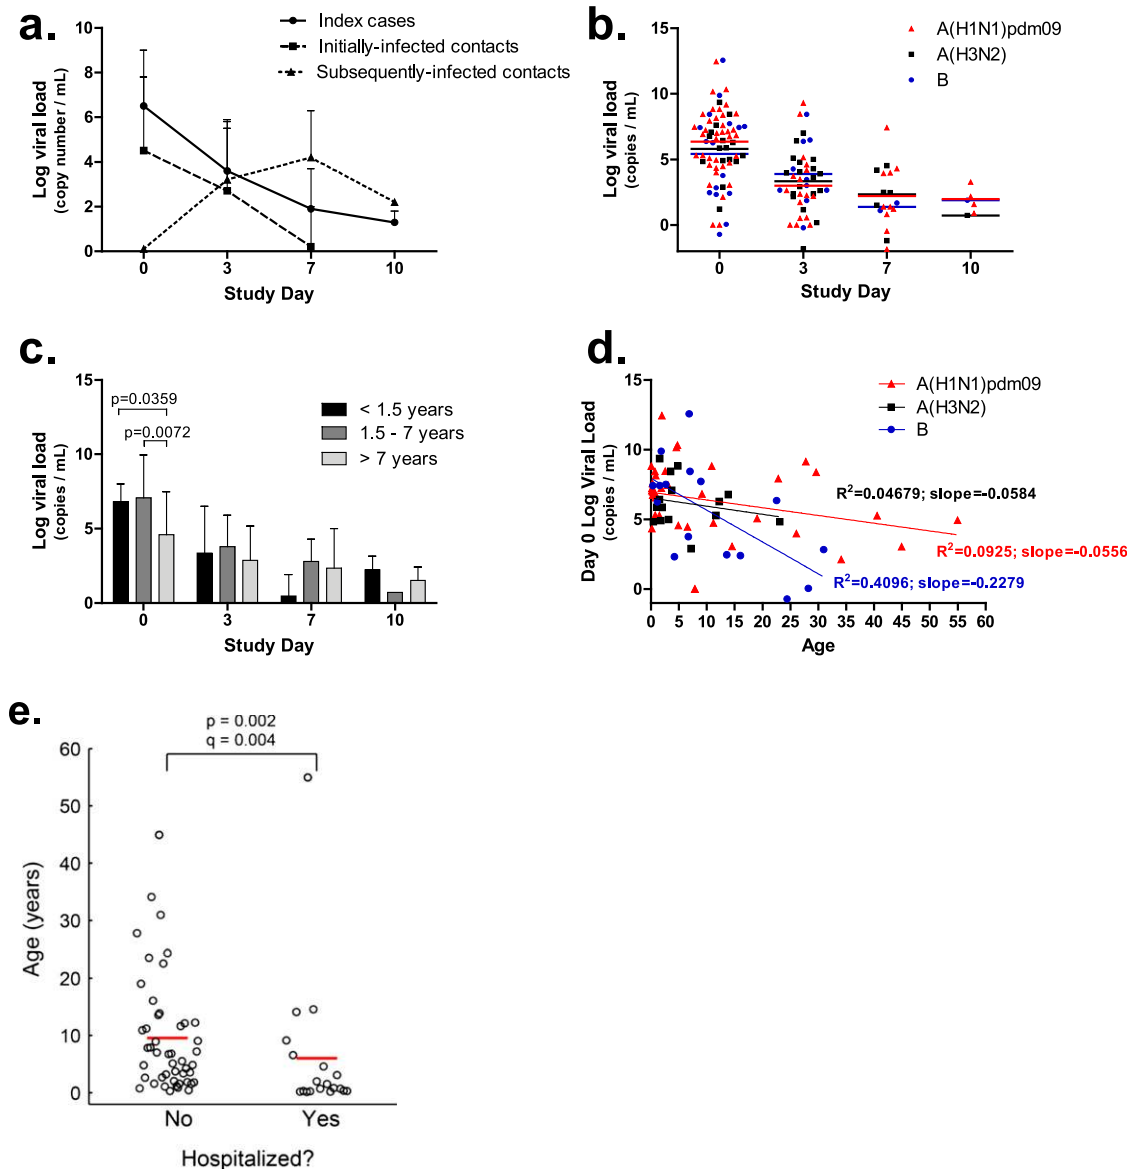 a.
Index cases
Initially-infected contacts
Subsequently-infected contacts
Log viral load
(copy number / mL)
10
8
6
4
2
0
0 3 7 10
Study Day
b.
A(H1N1)pdm09
A(H3N2)
B
Log viral load
(copies / mL)
15
10
5
0
0 3 7 10
Study Day
c.
p=0.0359
p=0.0072
< 1.5 years
1.5 - 7 years
> 7 years
Log viral load
(copies / mL)
15
10
5
0
0 3 7 10
Study Day
d.
A(H1N1)pdm09
A(H3N2)
B
Day 0 Log Viral Load
(copies / mL)
15
10
5
0
R²=0.04679; slope=-0.0584
R²=0.0925; slope=-0.0556
R²=0.4096; slope=-0.2279
0 5 10 15 20 25 30 35 40 45 50 55 60
Age
e.
p = 0.002
q = 0.004
Age (years)
60
50
40
30
20
10
0
No Yes
Hospitalized?